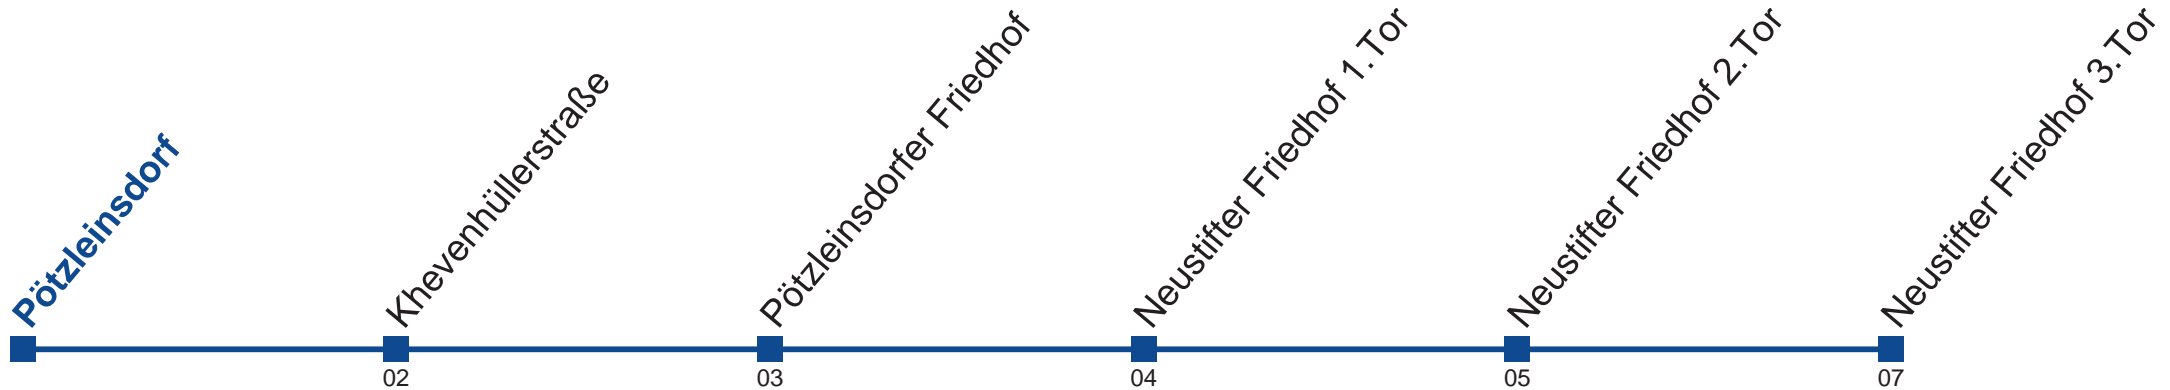 Pötzleinsdorf
Khevenhüllerstraße
Pötzleinsdorfer Friedhof
Neustifter Friedhof 1.Tor
Neustifter Friedhof 2.Tor
Neustifter Friedhof 3.Tor
02
03
04
05
07